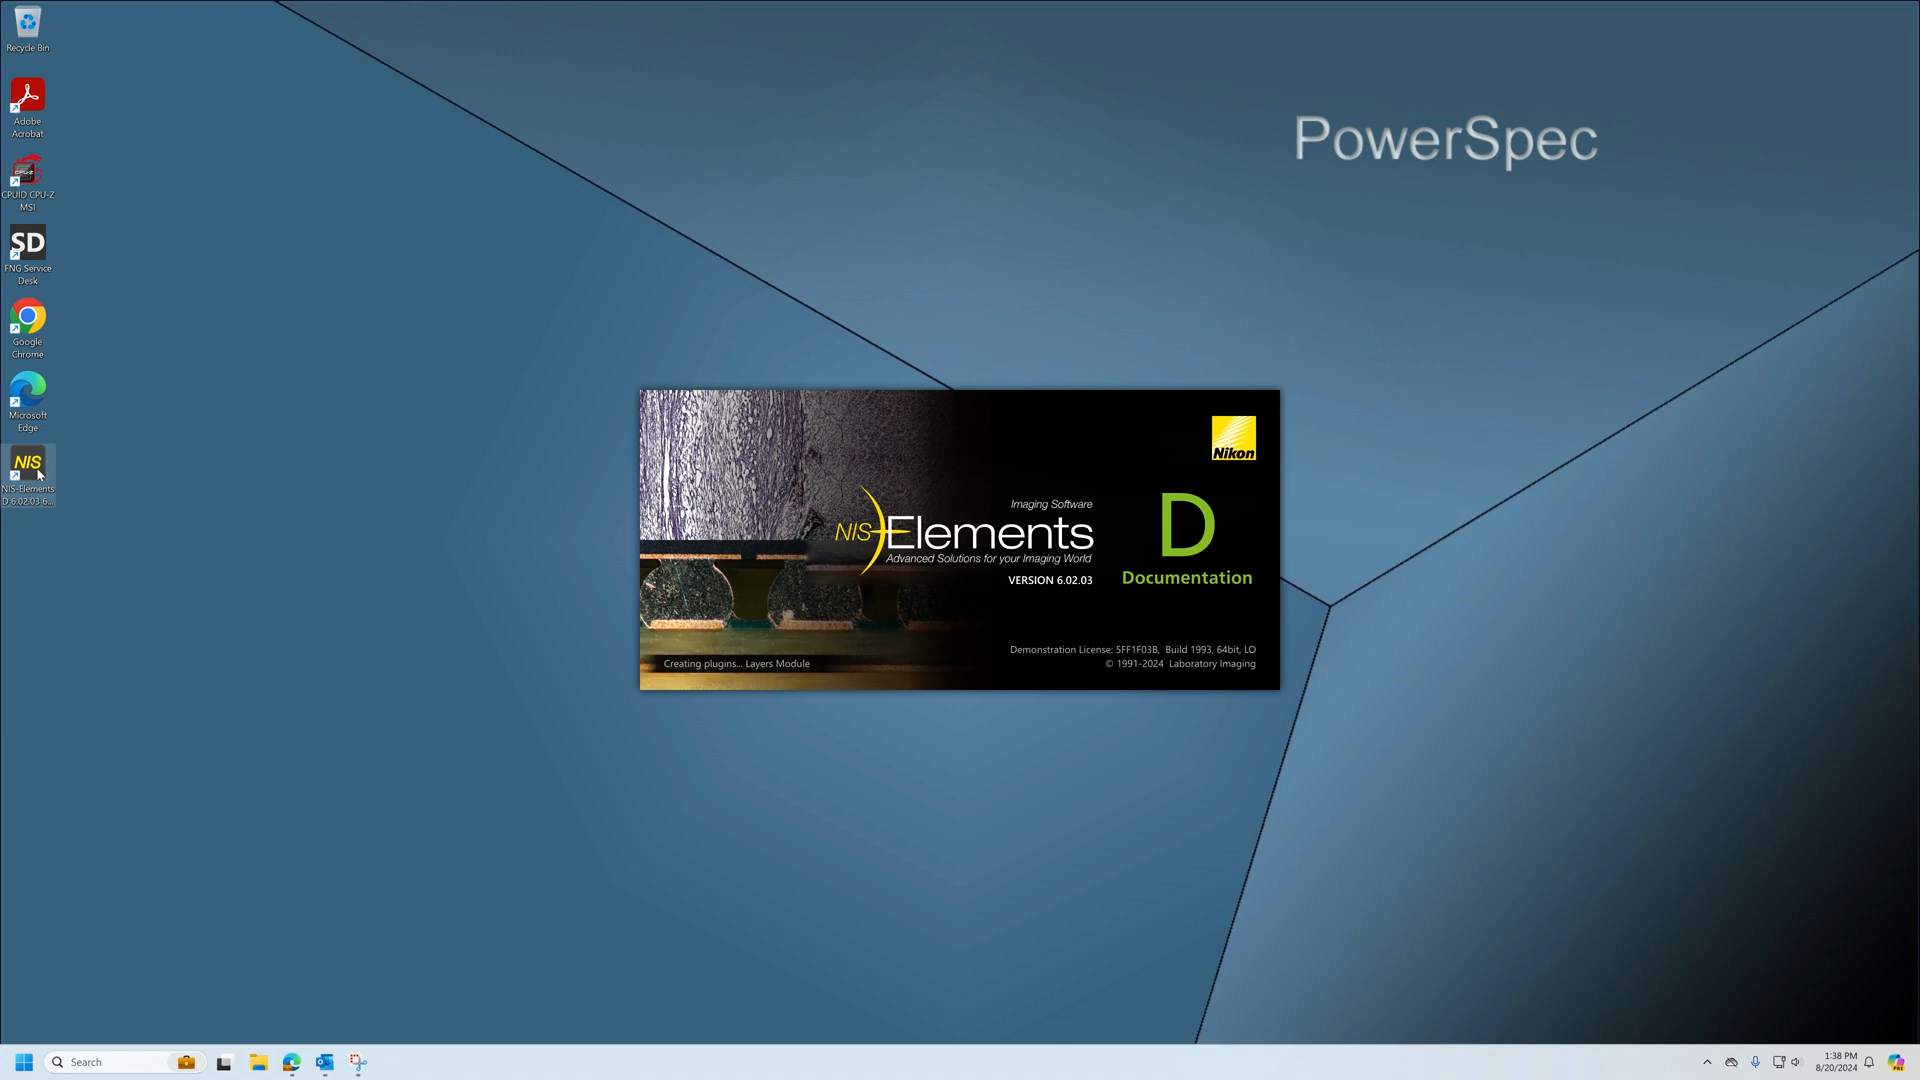 Recycle Bin
Adobe
Acrobat
CPUID CPU-Z
MSI
SD
FNG Service
Desk
Google
Chrome
Microsoft
Edge
NIS
NIS-Elements
D 6.02.03 6...
PowerSpec
Nikon
Imaging Software
NIS Elements
Advanced Solutions for your Imaging World
VERSION 6.02.03
D
Documentation
Demonstration License: 5FF1F03B, Build 1993, 64bit, LO
© 1991-2024 Laboratory Imaging
Creating plugins... Layers Module
Search
1:38 PM
8/20/2024
PRE